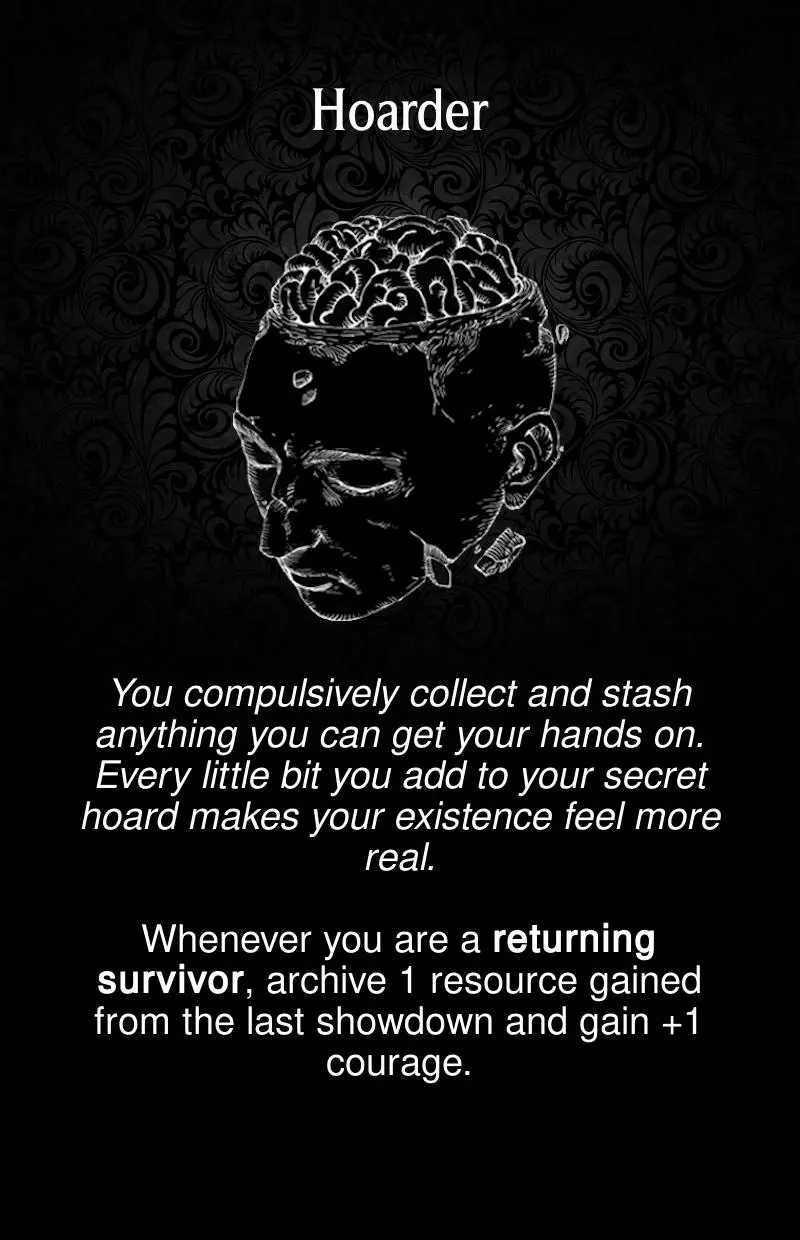 Hoarder
You compulsively collect and stash
anything you can get your hands on.
Every little bit you add to your secret
hoard makes your existence feel more
real.
Whenever you are a returning
survivor, archive 1 resource gained
from the last showdown and gain +1
courage.